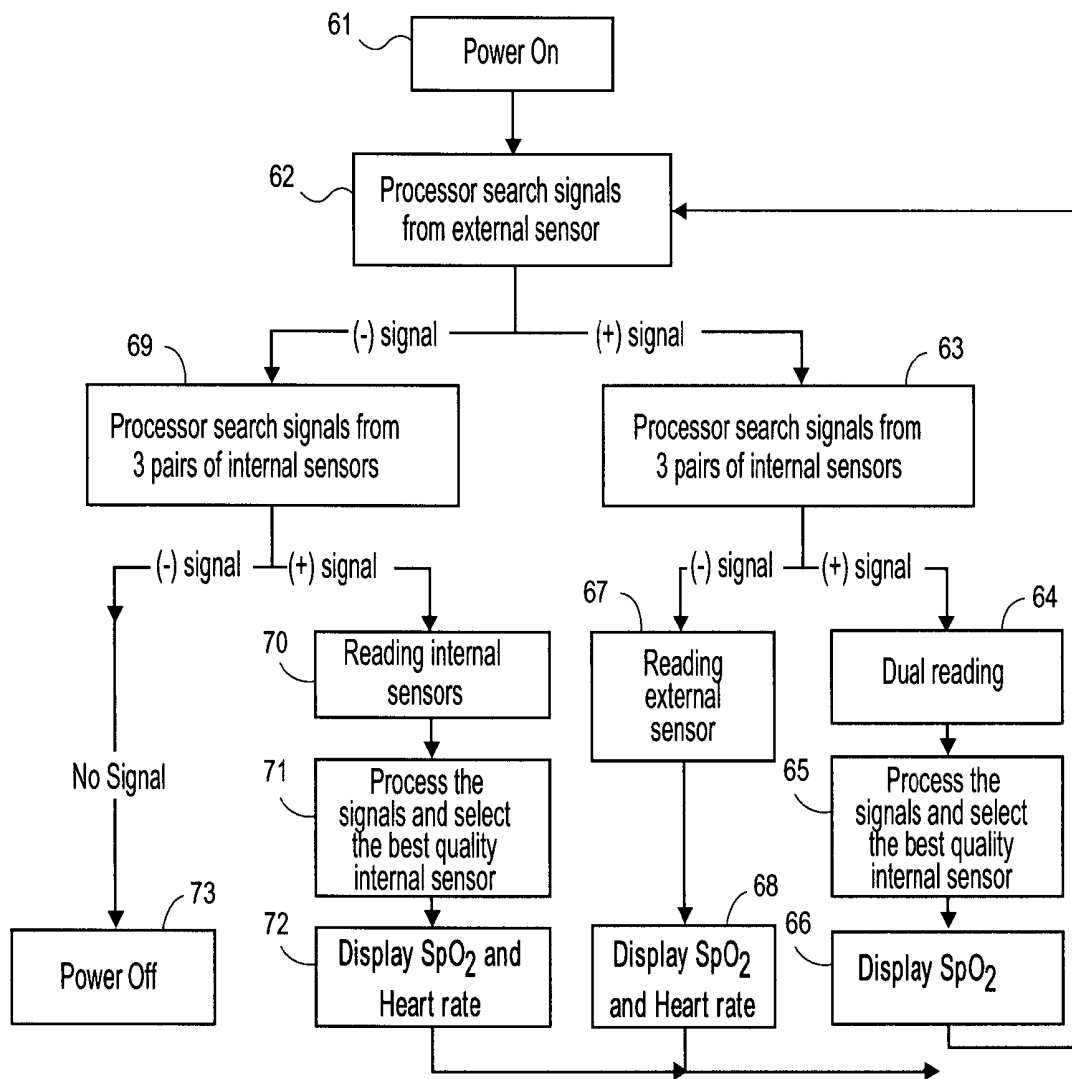 61
Power On
62
Processor search signals
from external sensor
(-) signal
(+) signal
69
63
Processor search signals from
3 pairs of internal sensors
Processor search signals from
3 pairs of internal sensors
(-) signal
(+) signal
(-) signal
(+) signal
67
64
70
Reading internal
sensors
Reading
external
sensor
Dual reading
No Signal
71
Process the
signals and select
the best quality
internal sensor
65
Process the
signals and select
the best quality
internal sensor
73
Power Off
72
Display SpO2 and
Heart rate
68
Display SpO2
and Heart rate
66
Display SpO2